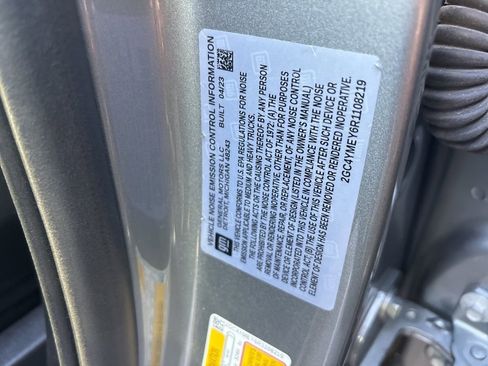 VEHICLE NOISE EMISSION CONTROL INFORMATION
GENERAL MOTORS LLC BUILT 04/23
DETROIT, MICHIGAN 48243
GM
THIS VEHICLE CONFORMS TO U.S. EPA REGULATIONS FOR NOISE
EMISSION APPLICABLE TO MEDIUM AND HEAVY TRUCKS.
THE FOLLOWING ACTS OR THE CAUSING THEREOF BY ANY PERSON
ARE PROHIBITED BY THE NOISE CONTROL ACT OF 1972: (A) THE
REMOVAL OR RENDERING INOPERATIVE, OTHER THAN FOR PURPOSES
OF MAINTENANCE, REPAIR, OR REPLACEMENT, OF ANY NOISE CONTROL
DEVICE OR ELEMENT OF DESIGN (LISTED IN THE OWNER'S MANUAL)
INCORPORATED INTO THIS VEHICLE IN COMPLIANCE WITH THE NOISE
CONTROL ACT; OR THE USE OF THIS VEHICLE AFTER SUCH DEVICE OR
ELEMENT OF DESIGN HAS BEEN REMOVED OR RENDERED INOPERATIVE.
2GC4YMEY6R1108219